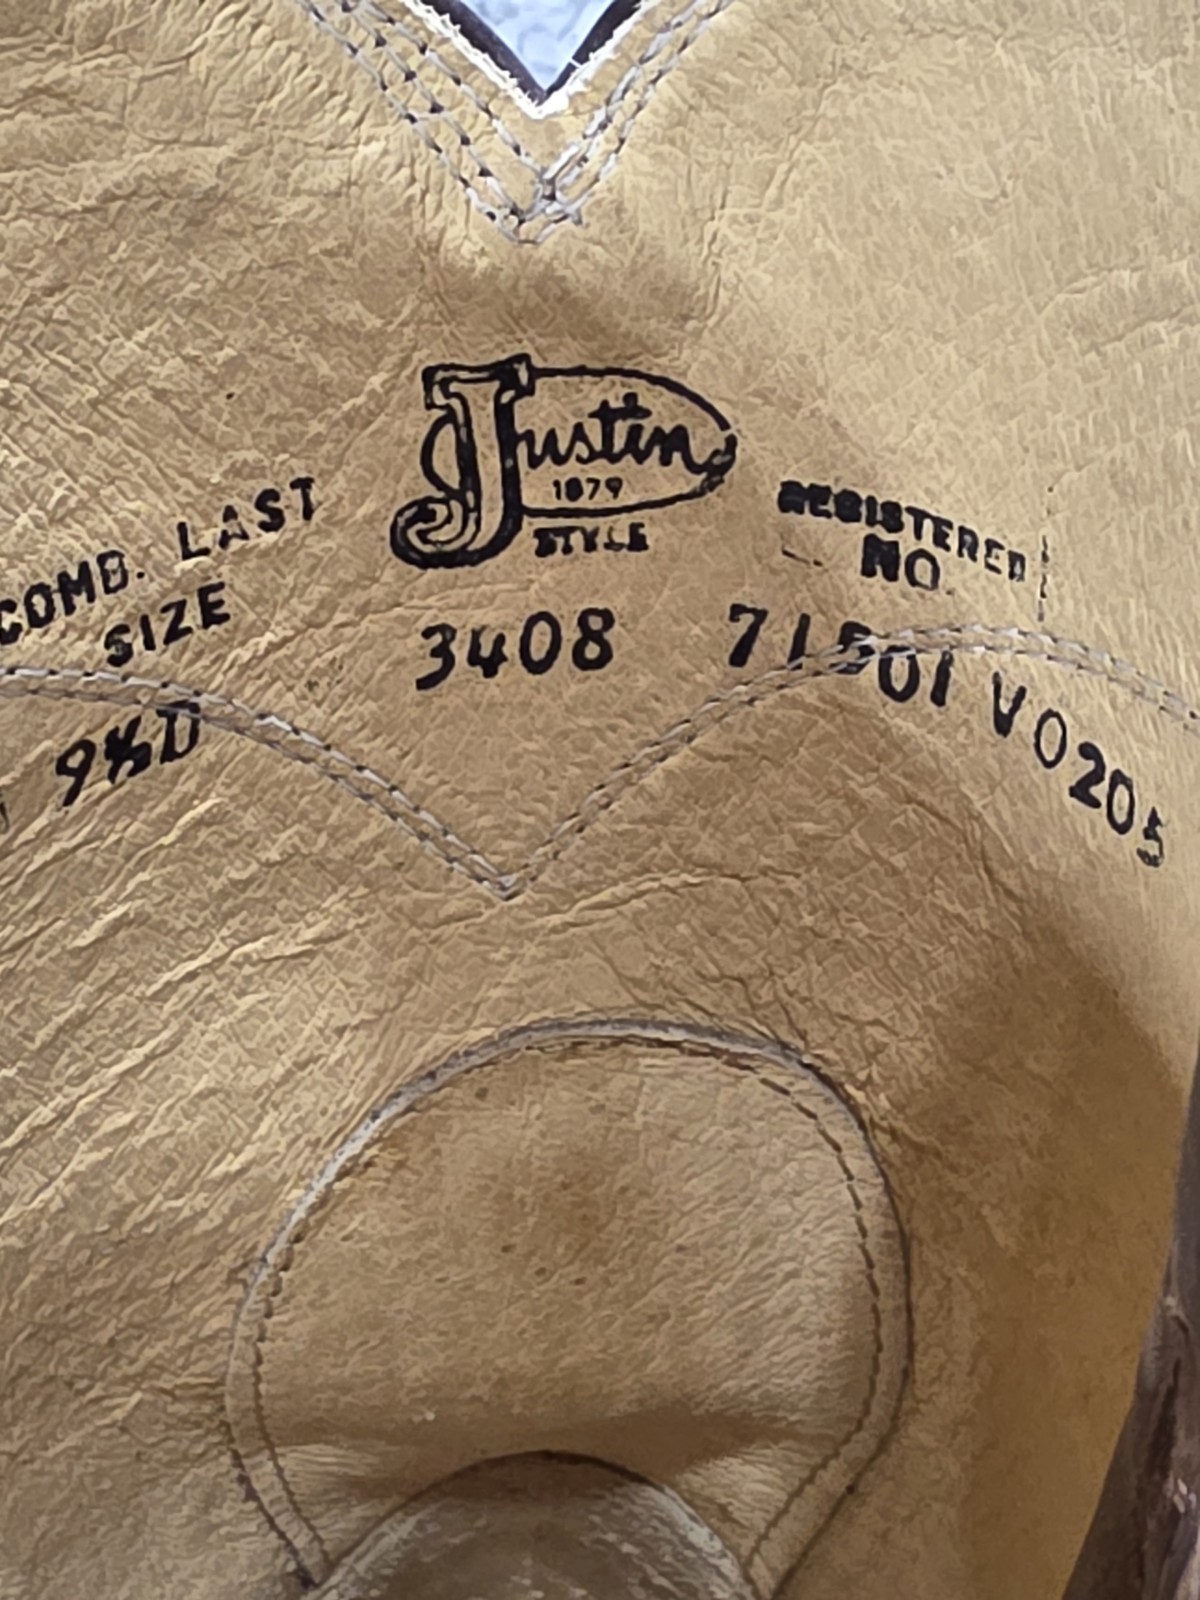 Justin
1879
STYLE
3408
COMB. LAST
SIZE
9½D
REGISTERED
NO.
71501 V0205